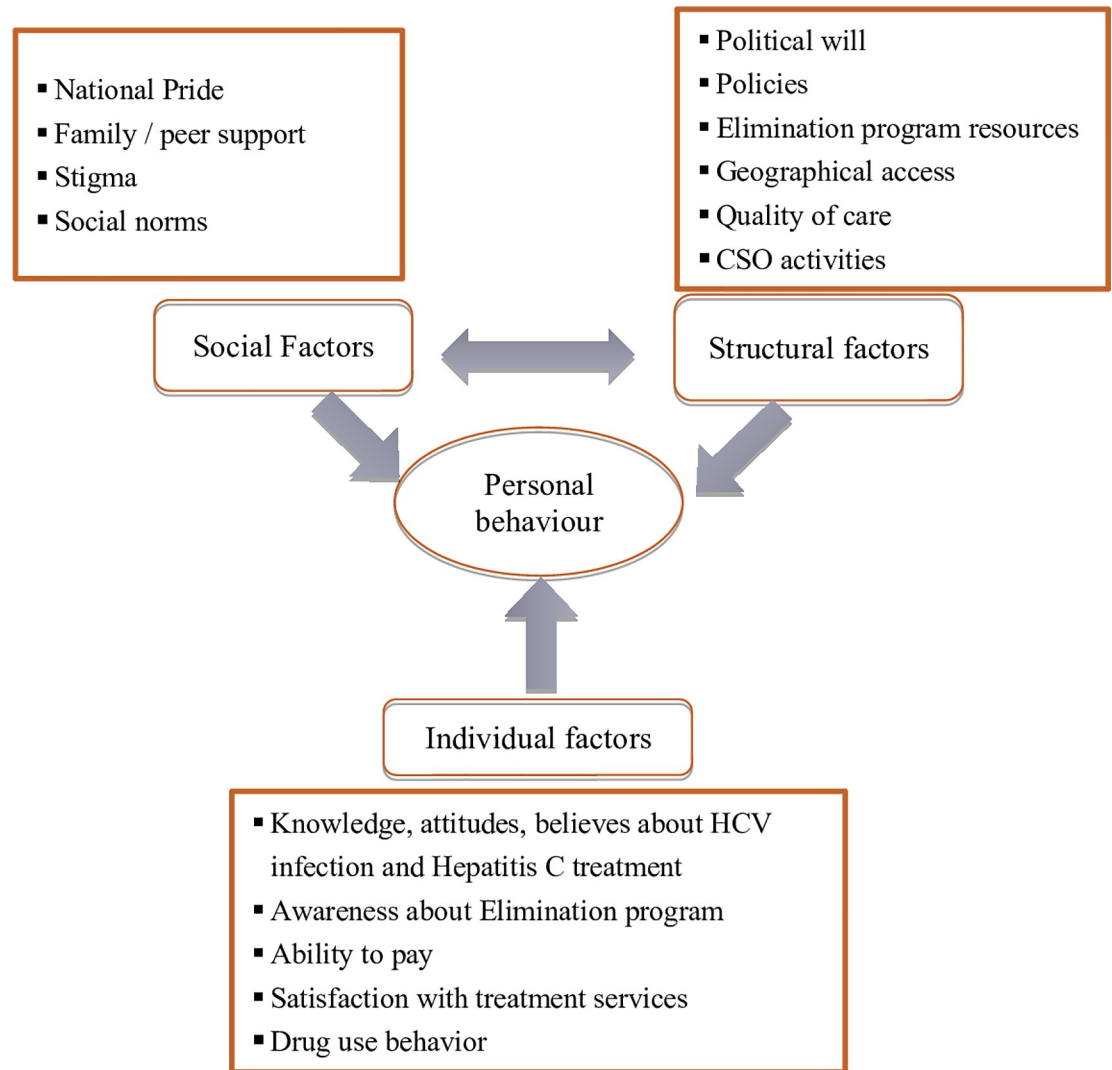 ▪ National Pride
▪ Family / peer support
▪ Stigma
▪ Social norms
▪ Political will
▪ Policies
▪ Elimination program resources
▪ Geographical access
▪ Quality of care
▪ CSO activities
Social Factors
Structural factors
Personal
behaviour
Individual factors
▪ Knowledge, attitudes, believes about HCV
infection and Hepatitis C treatment
▪ Awareness about Elimination program
▪ Ability to pay
▪ Satisfaction with treatment services
▪ Drug use behavior